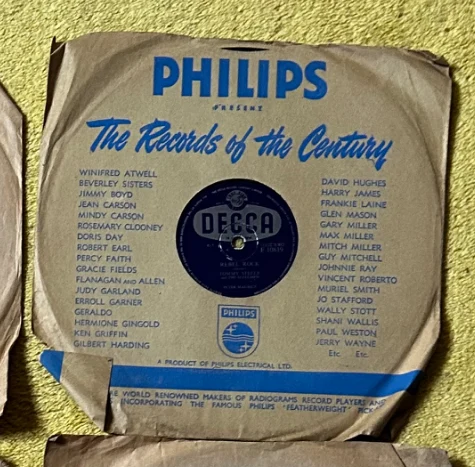 PHILIPS
PRESENT
The Records of the Century
WINIFRED ATWELL
BEVERLEY SISTERS
JIMMY BOYD
JEAN CARSON
MINDY CARSON
ROSEMARY CLOONEY
DORIS DAY
ROBERT EARL
PERCY FAITH
GRACIE FIELDS
FLANAGAN AND ALLEN
JUDY GARLAND
ERROLL GARNER
GERALDO
HERMIONE GINGOLD
KEN GRIFFIN
GILBERT HARDING
DECCA
REBEL ROCK
PHILIPS
DAVID HUGHES
HARRY JAMES
FRANKIE LAINE
GLEN MASON
GARY MILLER
MAX MILLER
MITCH MILLER
GUY MITCHELL
JOHNNIE RAY
VINCENT ROBERTO
MURIEL SMITH
JO STAFFORD
WALLY STOTT
SHANI WALLIS
PAUL WESTON
JERRY WAYNE
Etc. Etc.
A PRODUCT OF PHILIPS ELECTRICAL LTD.
WORLD RENOWNED MAKERS OF RADIOGRAMS RECORD PLAYERS AND
INCORPORATING THE FAMOUS PHILIPS 'FEATHERWEIGHT' PICK